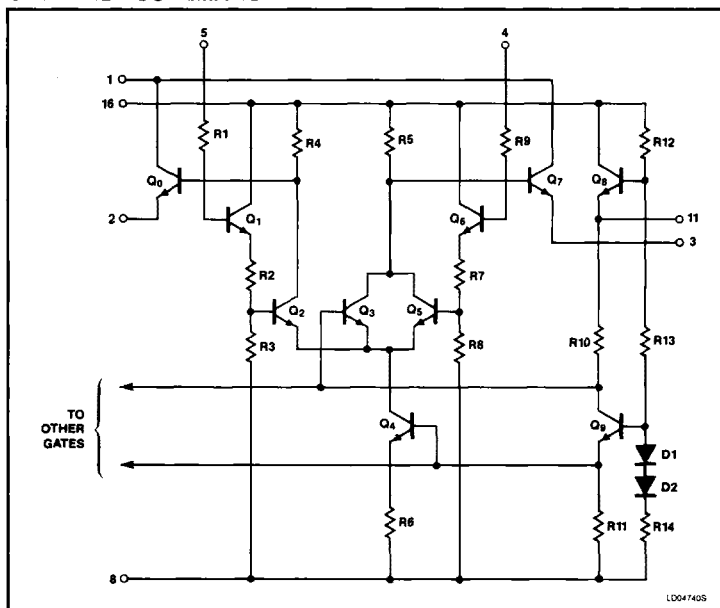 5 4
1
16
R1 R4 R5 R9 R12
Q0 Q7 Q8
2 Q1 Q6 11
3
R2 R7
Q2 Q3 Q5
R3 R8 R10 R13
TO
OTHER
GATES
Q4 Q9 D1
D2
R6 R11 R14
8
LD04740S